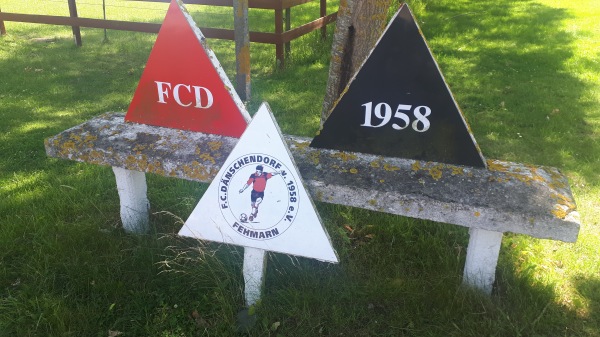 FCD
1958
F.C.DÄNSCHENDORF v. 1958 e.V.
FEHMARN